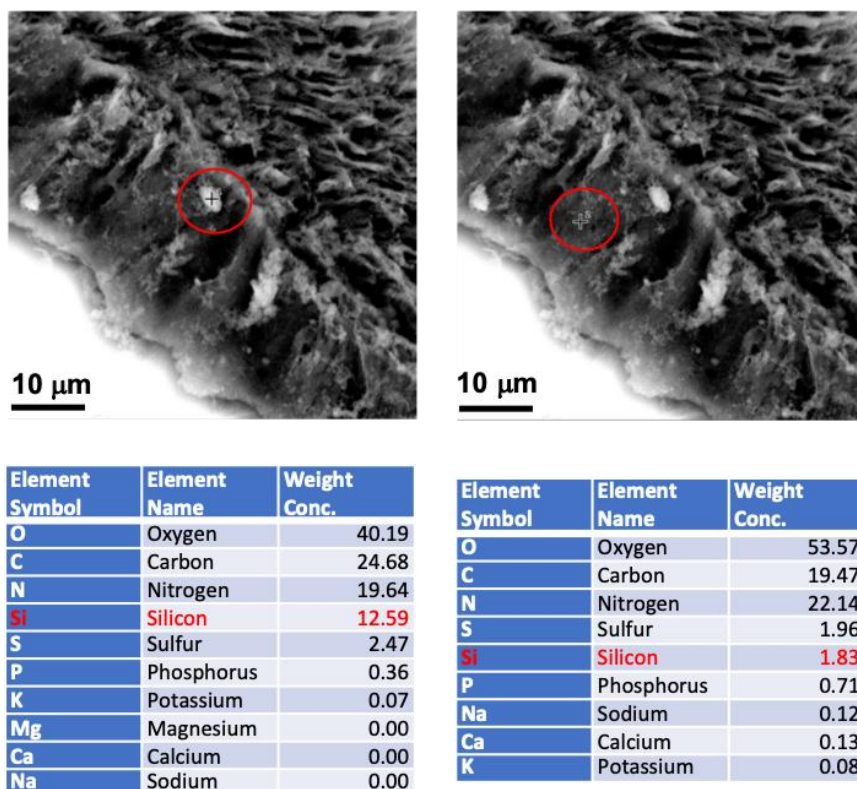 10 μm
10 μm
Element Symbol Element Name Weight Conc.
O Oxygen 40.19
C Carbon 24.68
N Nitrogen 19.64
Si Silicon 12.59
S Sulfur 2.47
P Phosphorus 0.36
K Potassium 0.07
Mg Magnesium 0.00
Ca Calcium 0.00
Na Sodium 0.00
Element Symbol Element Name Weight Conc.
O Oxygen 53.57
C Carbon 19.47
N Nitrogen 22.14
S Sulfur 1.96
Si Silicon 1.83
P Phosphorus 0.71
Na Sodium 0.12
Ca Calcium 0.13
K Potassium 0.08